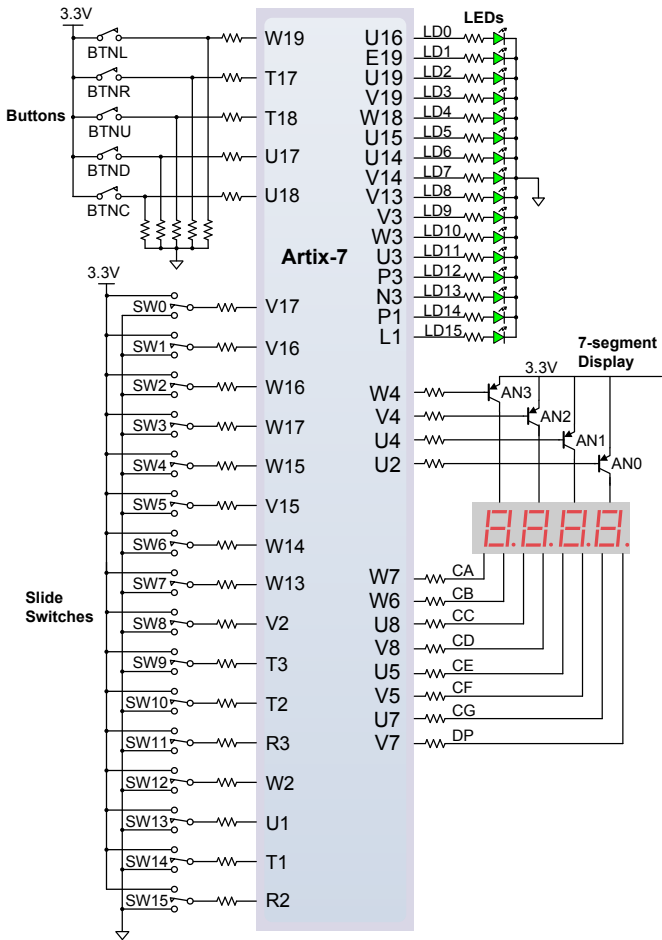 3.3V
BTNL
W19
BTNR
T17
Buttons
BTNU
T18
BTND
U17
BTNC
U18
Artix-7
3.3V
SW0
V17
SW1
V16
SW2
W16
SW3
W17
SW4
W15
SW5
V15
SW6
W14
SW7
W13
Slide
Switches
SW8
V2
SW9
T3
SW10
T2
SW11
R3
SW12
W2
SW13
U1
SW14
T1
SW15
R2
LEDs
U16 LD0
E19 LD1
U19 LD2
V19 LD3
W18 LD4
U15 LD5
U14 LD6
V14 LD7
V13 LD8
V3 LD9
W3 LD10
U3 LD11
P3 LD12
N3 LD13
P1 LD14
L1 LD15
7-segment
Display
3.3V
W4 AN3
V4 AN2
U4 AN1
U2 AN0
8.8.8.8.
W7 CA
W6 CB
U8 CC
V8 CD
U5 CE
V5 CF
U7 CG
V7 DP